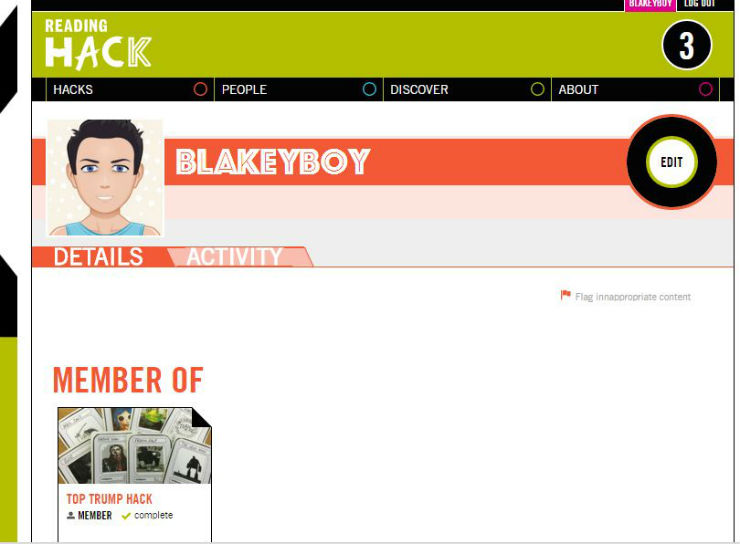 BLAKEYBOY LOG OUT
READING
HACK
3
HACKS PEOPLE DISCOVER ABOUT
BLAKEYBOY
EDIT
DETAILS ACTIVITY
Flag innappropriate content
MEMBER OF
TOP TRUMP HACK
MEMBER complete